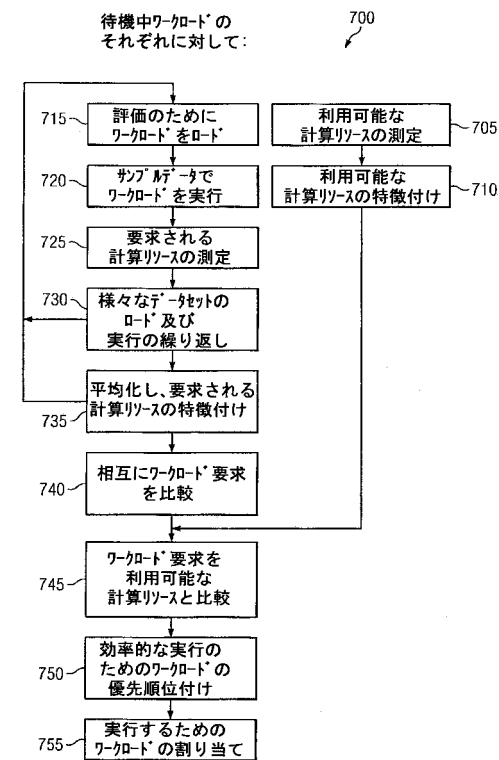 待機中ワークロードの
それぞれに対して:
700
715
評価のために
ワークロードをロード
720
サンプルデータで
ワークロードを実行
725
要求される
計算リソースの測定
730
様々なデータセットの
ロード及び
実行の繰り返し
735
平均化し、要求される
計算リソースの特徴付け
740
相互にワークロード要求
を比較
利用可能な
計算リソースの測定
705
利用可能な
計算リソースの特徴付け
710
745
ワークロード要求を
利用可能な
計算リソースと比較
750
効率的な実行の
ためのワークロードの
優先順位付け
755
実行するための
ワークロードの割り当て